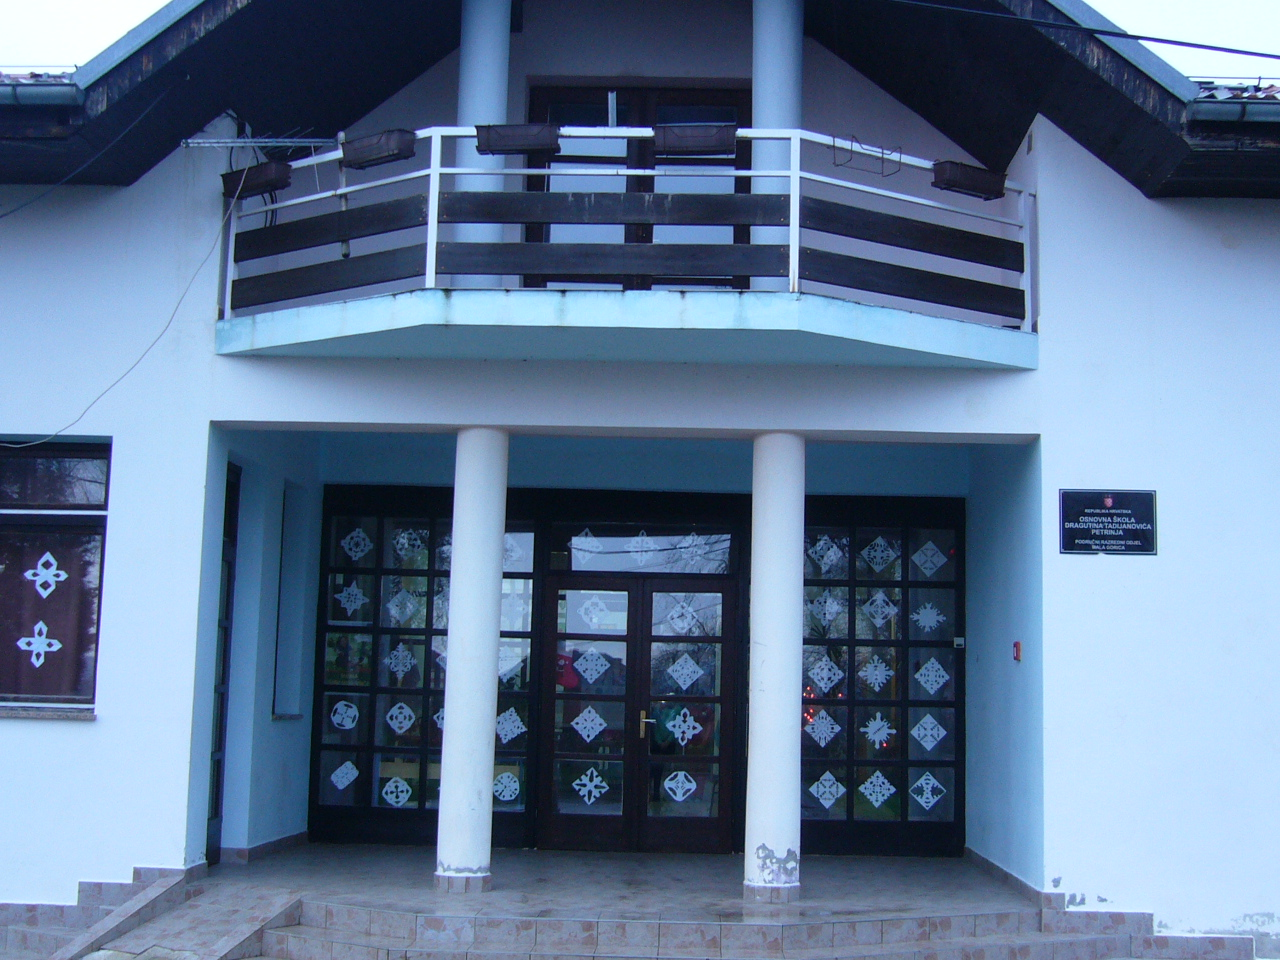 REPUBLIKA HRVATSKA
OSNOVNA ŠKOLA
DRAGUTINA TADIJANOVIĆA
PETRINJA
PODRUČNI RAZREDNI ODJEL
MALA GORICA